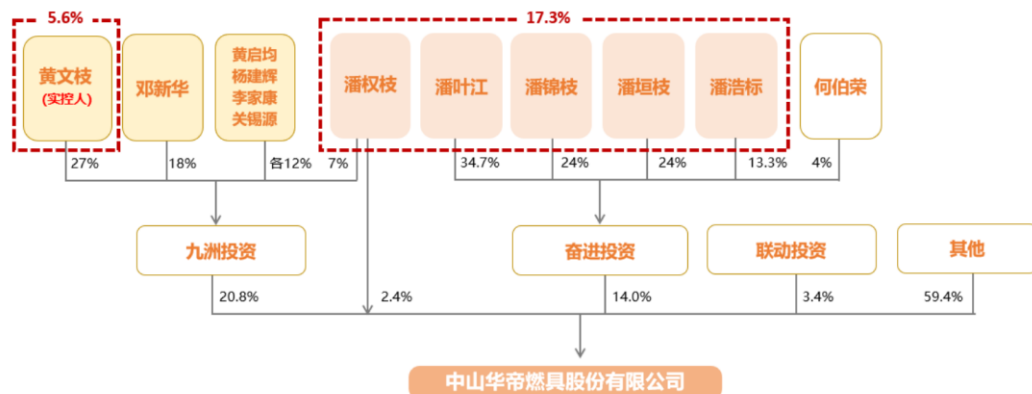 5.6%
17.3%
黄文枝
(实控人)
邓新华
黄启均
杨建辉
李家康
关锡源
潘权枝
潘叶江
潘锦枝
潘垣枝
潘浩标
何伯荣
27%
18%
各12%
7%
34.7%
24%
24%
13.3%
4%
九洲投资
奋进投资
联动投资
其他
20.8%
2.4%
14.0%
3.4%
59.4%
中山华帝燃具股份有限公司